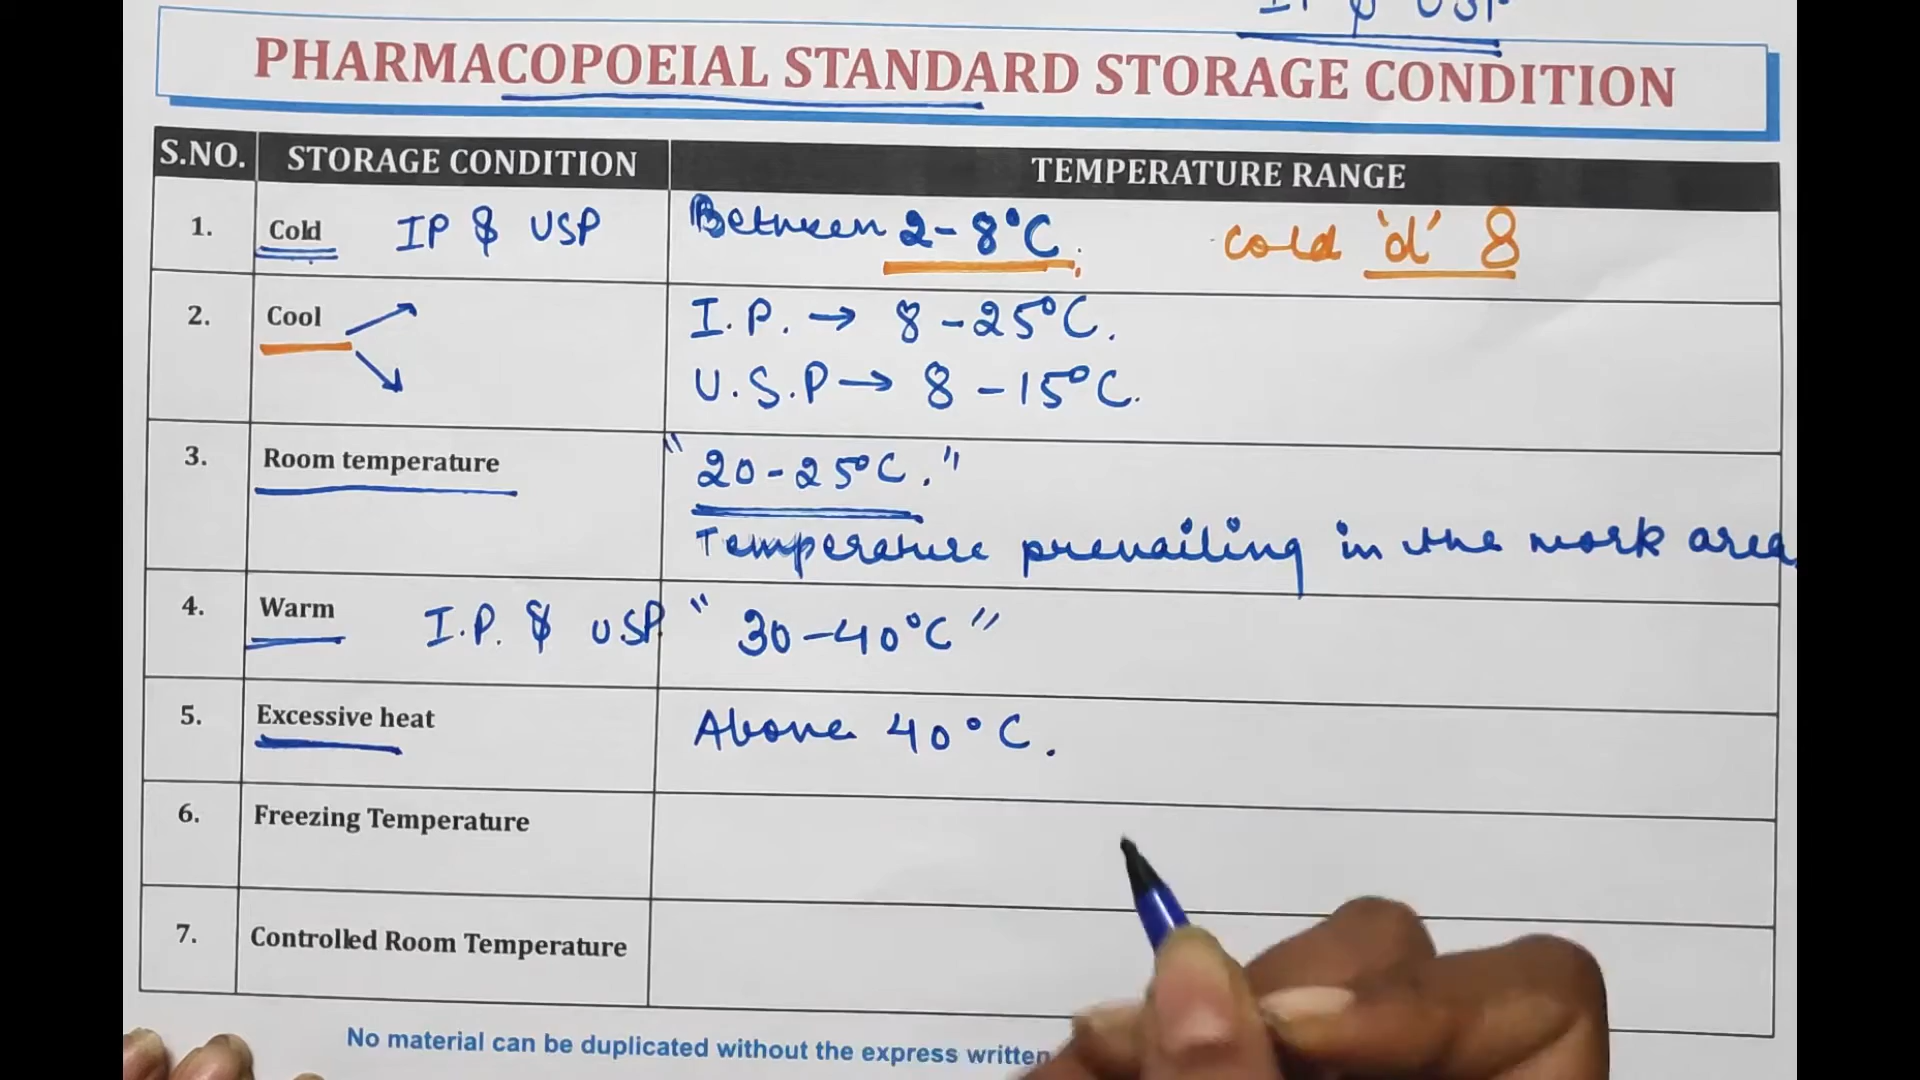 IP & USP
PHARMACOPOEIAL STANDARD STORAGE CONDITION
S.NO. STORAGE CONDITION TEMPERATURE RANGE
1. Cold IP & USP Between 2-8°C. cold 'd' 8
2. Cool I.P. → 8-25°C.
U.S.P → 8-15°C.
3. Room temperature "20-25°C."
Temperature prevailing in the work area
4. Warm I.P. & USP "30-40°C"
5. Excessive heat Above 40°C.
6. Freezing Temperature
7. Controlled Room Temperature
No material can be duplicated without the express written